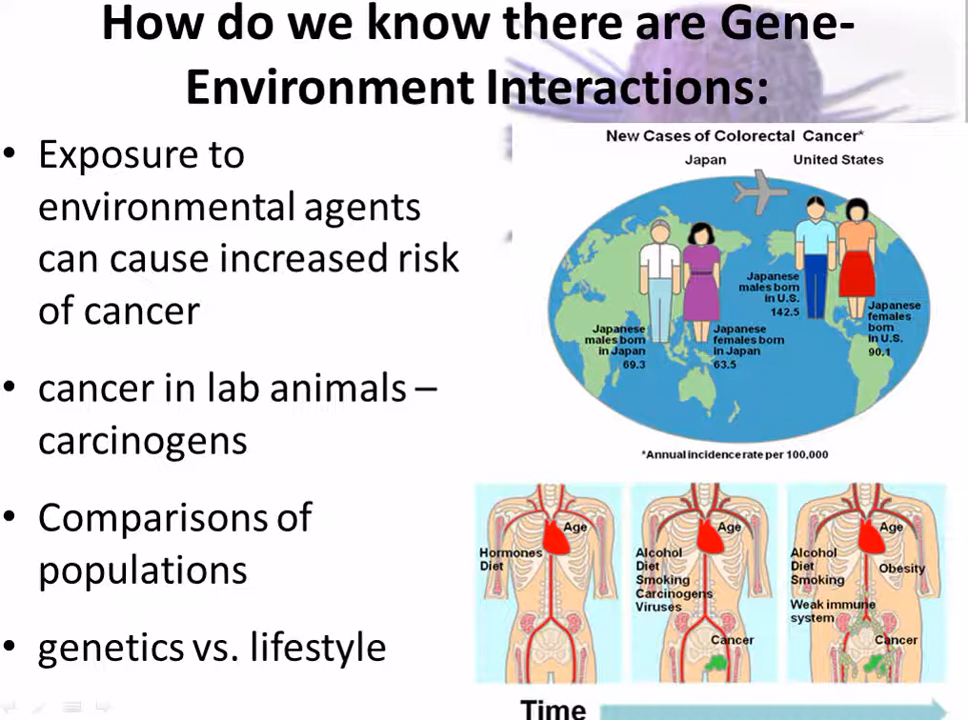 How do we know there are Gene-
Environment Interactions:
• Exposure to
environmental agents
can cause increased risk
of cancer
• cancer in lab animals –
carcinogens
• Comparisons of
populations
• genetics vs. lifestyle
New Cases of Colorectal Cancer*
Japan
United States
Japanese
males born
in Japan
69.3
Japanese
females born
in Japan
63.5
Japanese
males born
in U.S.
142.5
Japanese
females
born
in U.S.
90.1
*Annual incidence rate per 100,000
Age
Hormones
Diet
Age
Alcohol
Diet
Smoking
Carcinogens
Viruses
Cancer
Age
Alcohol
Diet
Smoking
Obesity
Weak immune
system
Cancer
Time